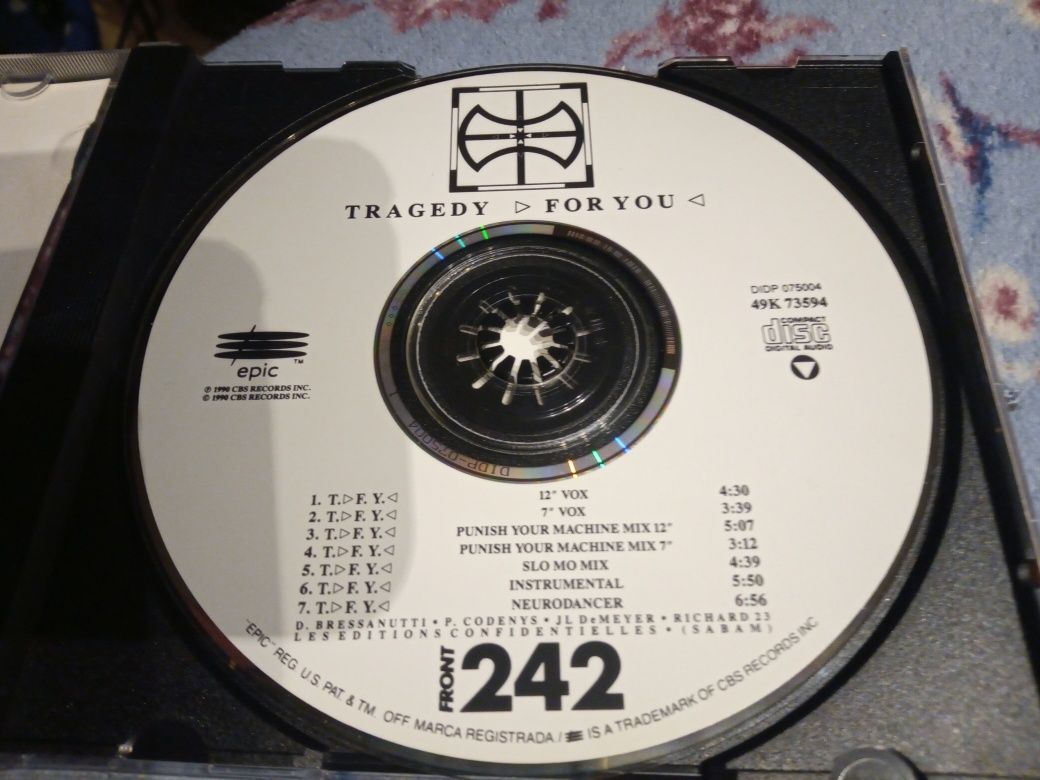 TRAGEDY ▷ FOR YOU ◁
DIDP 075004
49K 73594
COMPACT
disc
DIGITAL AUDIO
epic™
℗ 1990 CBS RECORDS INC.
© 1990 CBS RECORDS INC.
DIDP-075004
1. T.▷F. Y.◁ 12" VOX 4:30
2. T.▷F. Y.◁ 7" VOX 3:39
3. T.▷F. Y.◁ PUNISH YOUR MACHINE MIX 12" 5:07
4. T.▷F. Y.◁ PUNISH YOUR MACHINE MIX 7" 3:12
5. T.▷F. Y.◁ SLO MO MIX 4:39
6. T.▷F. Y.◁ INSTRUMENTAL 5:50
7. T.▷F. Y.◁ NEURODANCER 6:56
D. BRESSANUTTI • P. CODENYS • JL DeMEYER • RICHARD 23
LES EDITIONS CONFIDENTIELLES • (SABAM)
FRONT 242
"EPIC" REG. U.S. PAT. & TM. OFF MARCA REGISTRADA./ IS A TRADEMARK OF CBS RECORDS INC